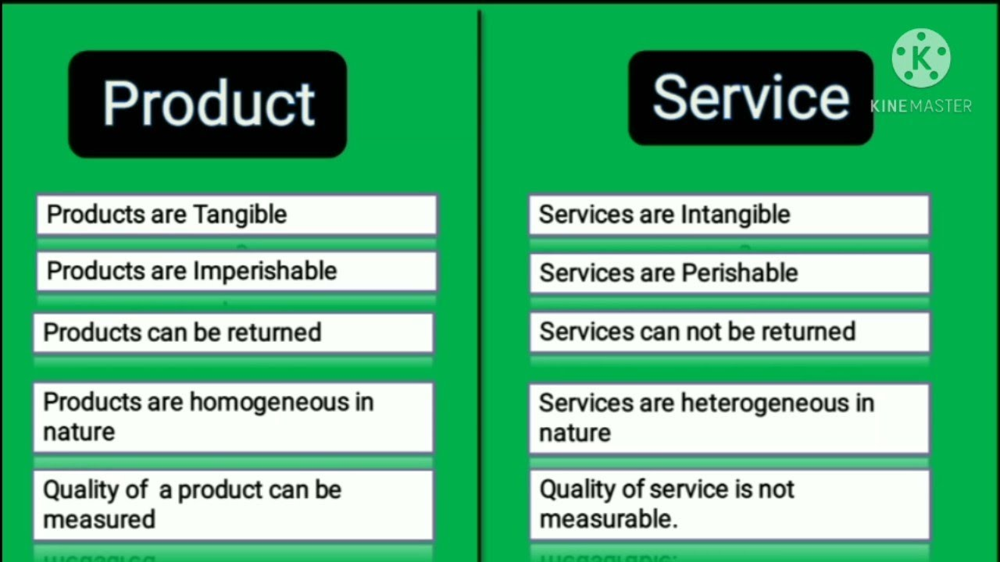 Product
Products are Tangible
Products are Imperishable
Products can be returned
Products are homogeneous in
nature
Quality of a product can be
measured
Service
K
KINEMASTER
Services are Intangible
Services are Perishable
Services can not be returned
Services are heterogeneous in
nature
Quality of service is not
measurable.